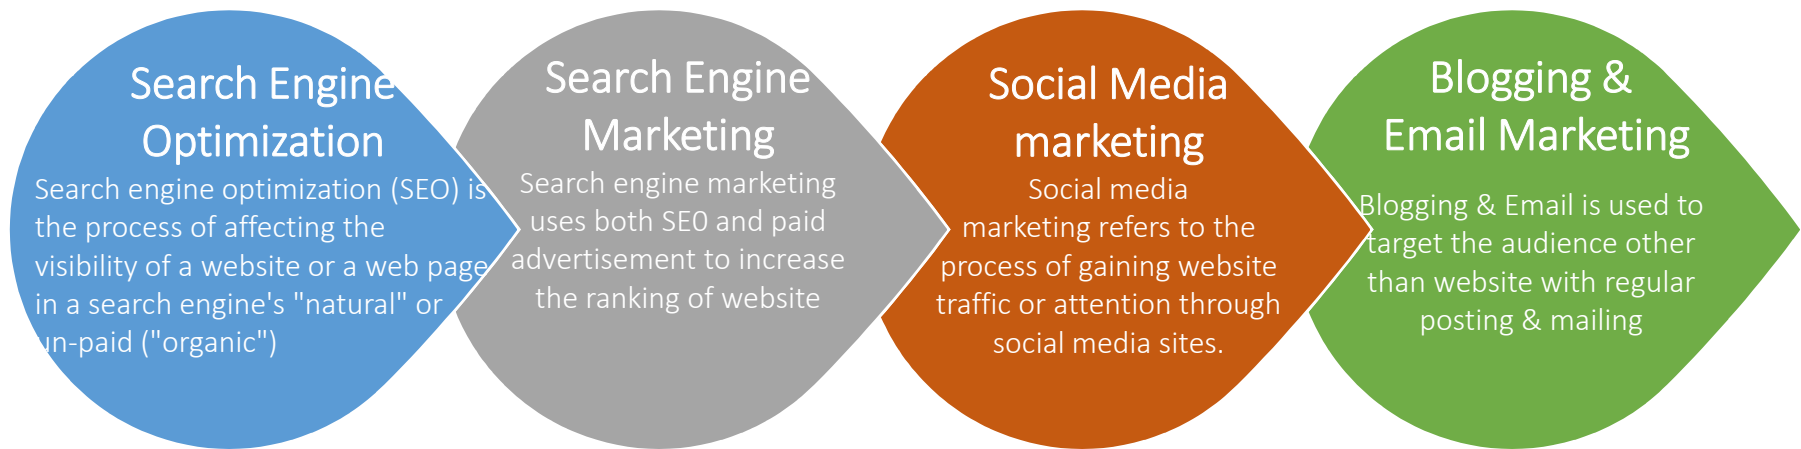 Search Engine
Optimization
Search engine optimization (SEO) is
the process of affecting the
visibility of a website or a web page
in a search engine's "natural" or
un-paid ("organic")
Search Engine
Marketing
Search engine marketing
uses both SE0 and paid
advertisement to increase
the ranking of website
Social Media
marketing
Social media
marketing refers to the
process of gaining website
traffic or attention through
social media sites.
Blogging &
Email Marketing
Blogging & Email is used to
target the audience other
than website with regular
posting & mailing